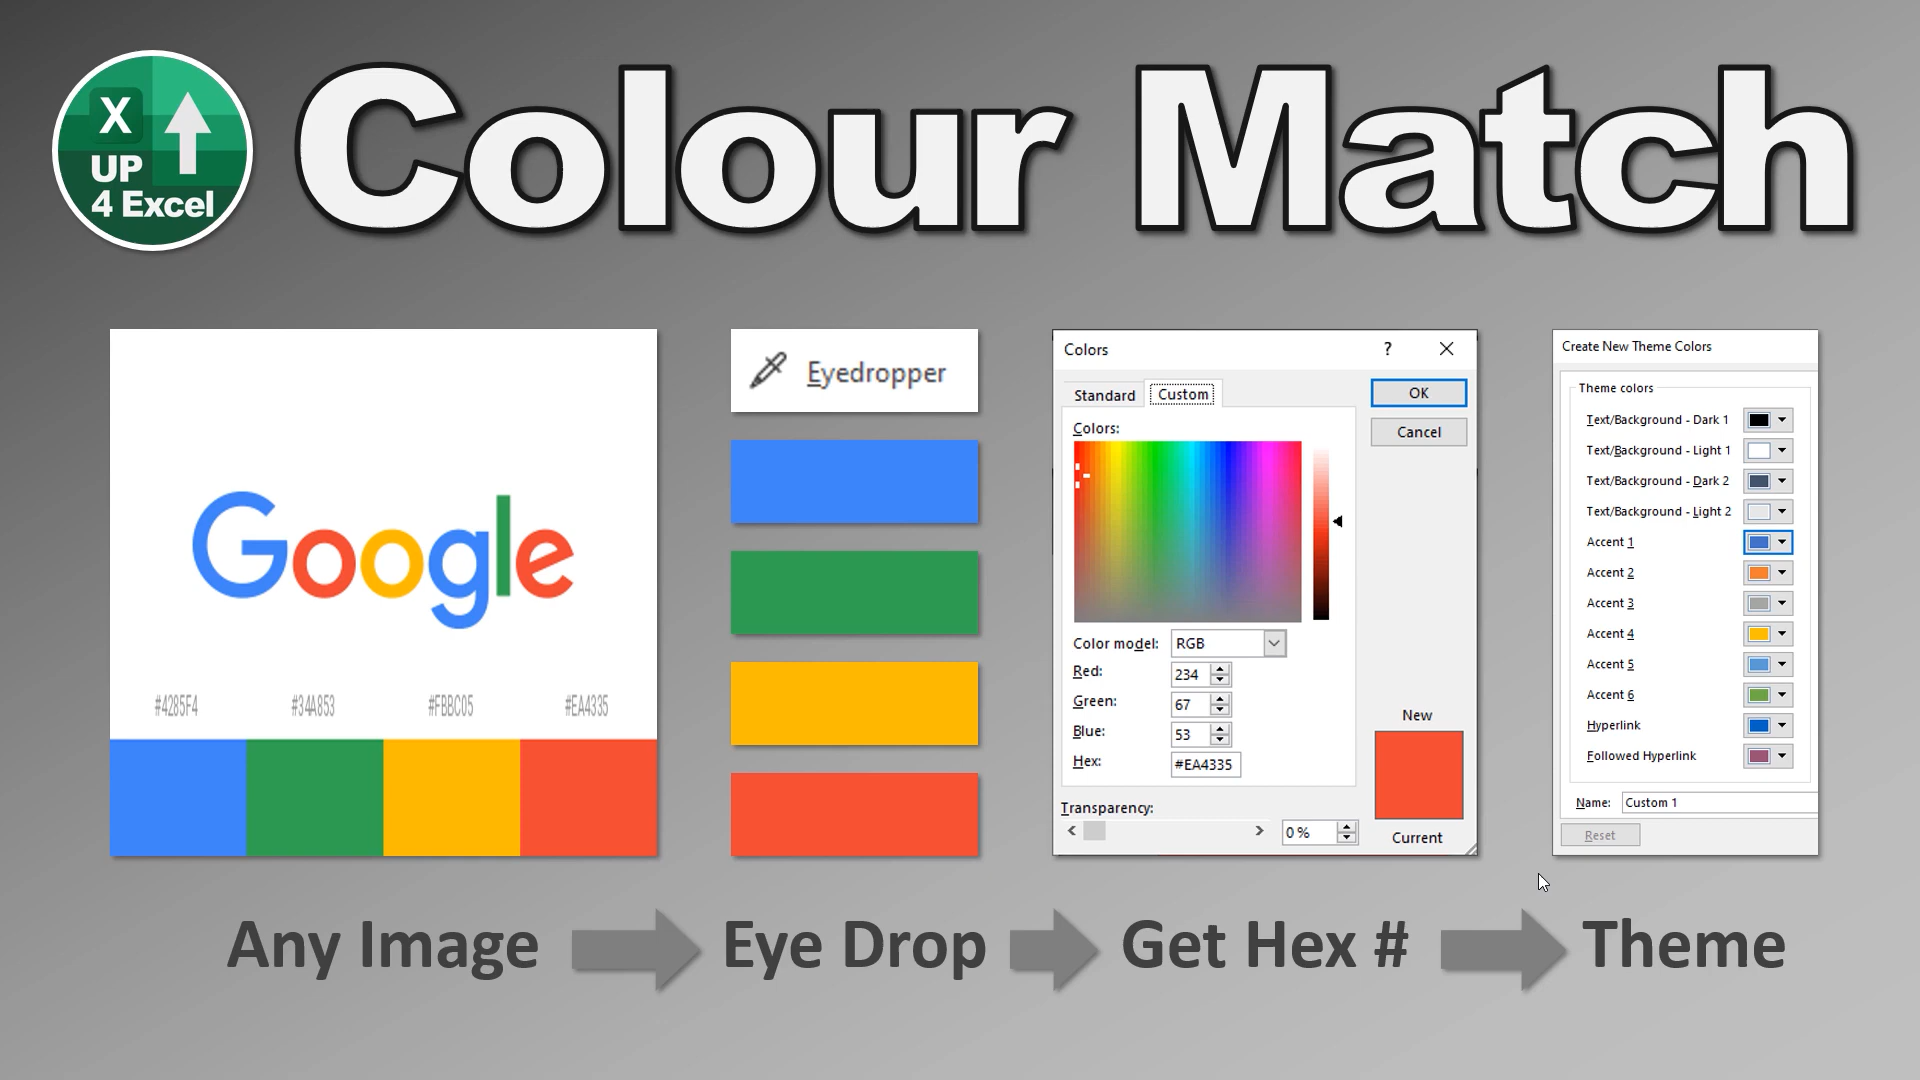 X
UP
4 Excel
Colour Match
Google
#4285F4 #34A853 #FBBC05 #EA4335
Eyedropper
Colors ?
Standard Custom
OK
Cancel
Colors:
Color model: RGB
Red: 234
Green: 67
Blue: 53
Hex: #EA4335
Transparency:
0 %
New
Current
Create New Theme Colors
Theme colors
Text/Background - Dark 1
Text/Background - Light 1
Text/Background - Dark 2
Text/Background - Light 2
Accent 1
Accent 2
Accent 3
Accent 4
Accent 5
Accent 6
Hyperlink
Followed Hyperlink
Name: Custom 1
Reset
Any Image Eye Drop Get Hex # Theme